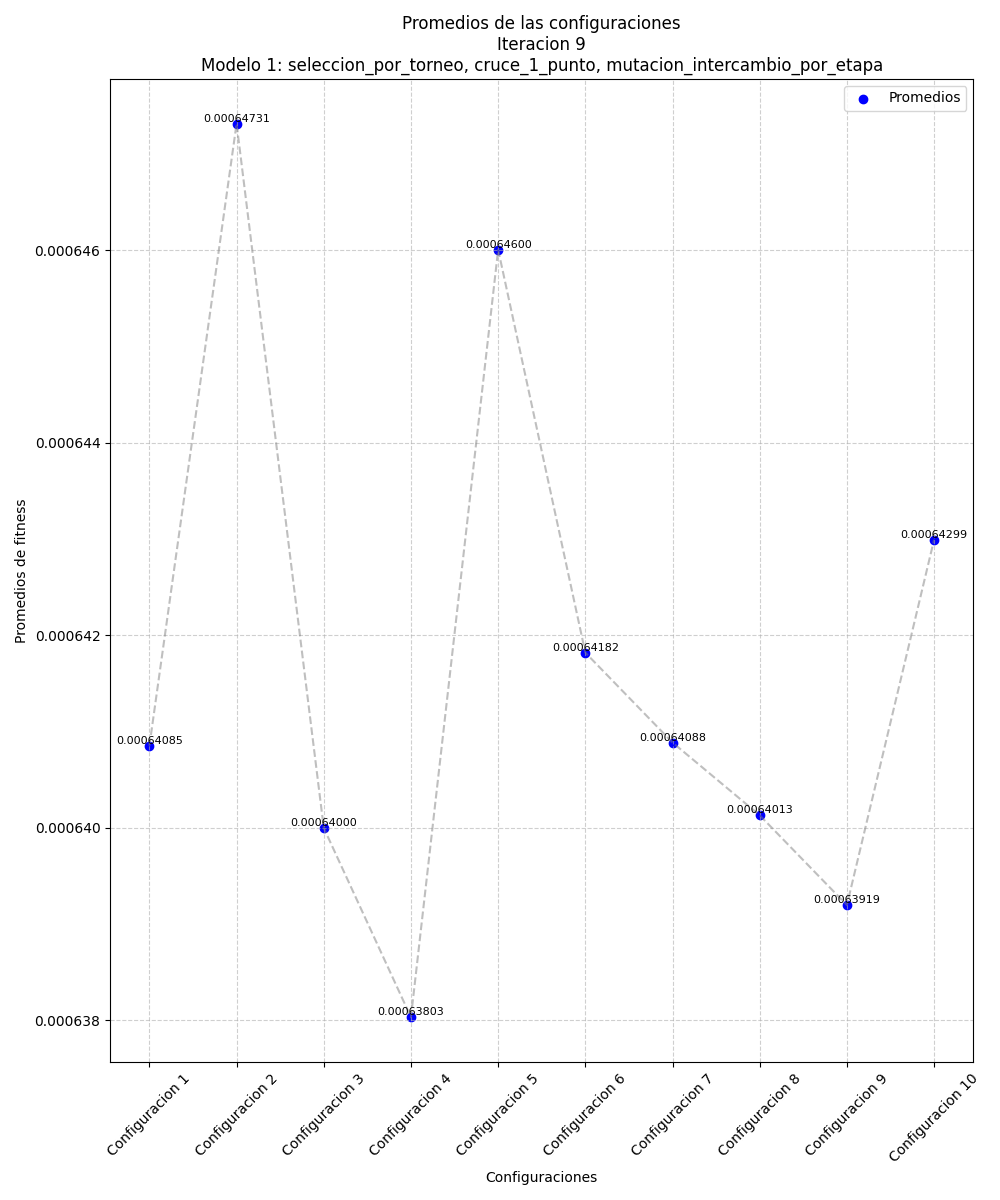 Promedios de las configuraciones
Iteracion 9
Modelo 1: seleccion_por_torneo, cruce_1_punto, mutacion_intercambio_por_etapa
Promedios
0.00064731
0.00064600
0.00064299
0.00064182
0.00064085
0.00064088
0.00064013
0.00064000
0.00063919
0.00063803
0.000646
0.000644
0.000642
0.000640
0.000638
Promedios de fitness
Configuracion 1
Configuracion 2
Configuracion 3
Configuracion 4
Configuracion 5
Configuracion 6
Configuracion 7
Configuracion 8
Configuracion 9
Configuracion 10
Configuraciones